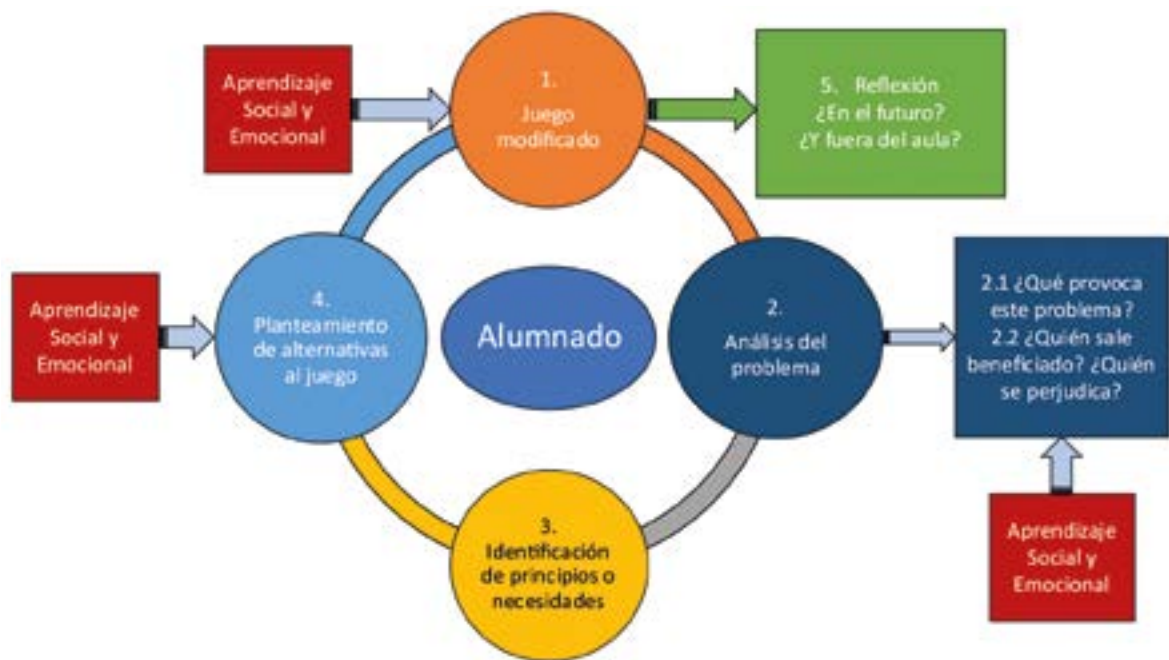 Aprendizaje
Social y
Emocional
1.
Juego
modificado
5. Reflexión
¿En el futuro?
¿Y fuera del aula?
Aprendizaje
Social y
Emocional
4.
Planteamiento
de alternativas
al juego
Alumnado
2.
Análisis del
problema
2.1 ¿Qué provoca
este problema?
2.2 ¿Quién sale
beneficiado? ¿Quién
se perjudica?
3.
Identificación
de principios o
necesidades
Aprendizaje
Social y
Emocional